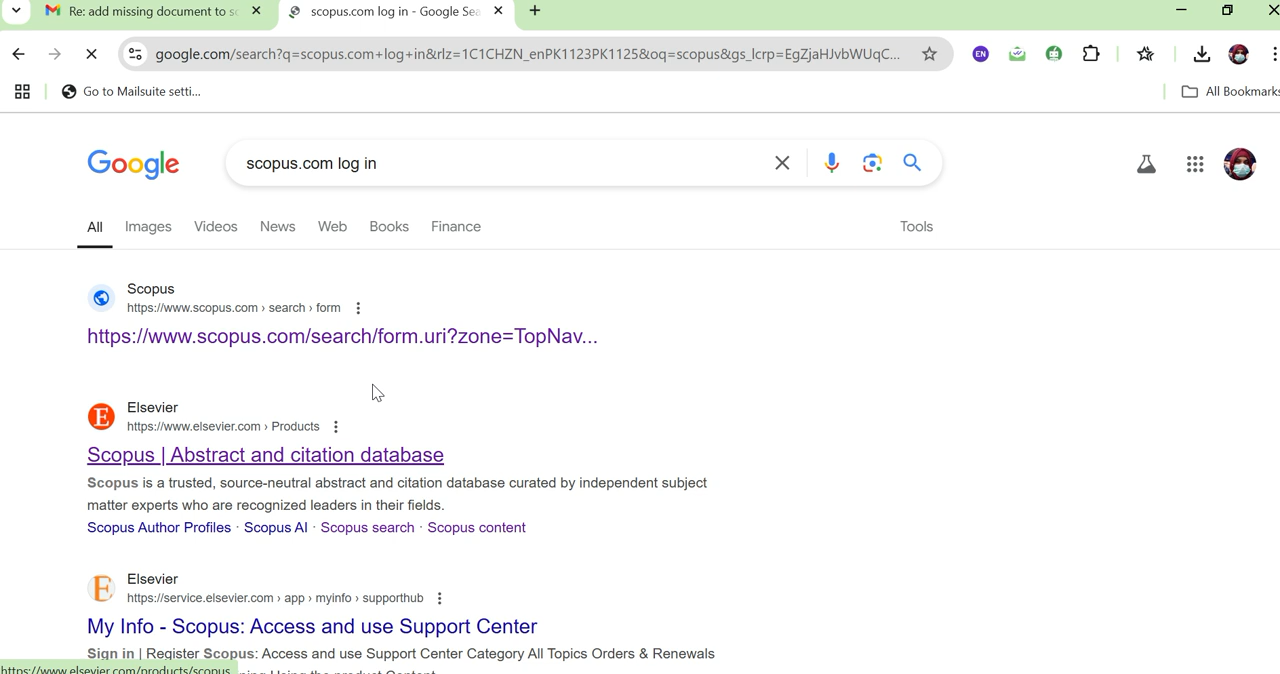 Re: add missing document to sc
scopus.com log in - Google Sea
google.com/search?q=scopus.com+log+in&rlz=1C1CHZN_enPK1123PK1125&oq=scopus&gs_lcrp=EgZjaHJvbWUqC...
EN
Go to Mailsuite setti...
All Bookmarks
Google
scopus.com log in
All Images Videos News Web Books Finance Tools
Scopus
https://www.scopus.com › search › form
https://www.scopus.com/search/form.uri?zone=TopNav...
Elsevier
https://www.elsevier.com › Products
Scopus | Abstract and citation database
Scopus is a trusted, source-neutral abstract and citation database curated by independent subject
matter experts who are recognized leaders in their fields.
Scopus Author Profiles · Scopus AI · Scopus search · Scopus content
Elsevier
https://service.elsevier.com › app › myinfo › supporthub
My Info - Scopus: Access and use Support Center
Sign in | Register Scopus: Access and use Support Center Category All Topics Orders & Renewals
https://www.elsevier.com/products/scopus